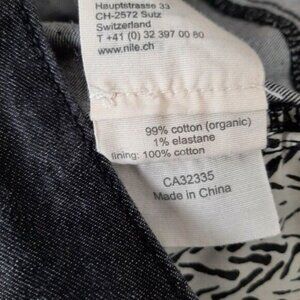 Hauptstrasse 33
CH-2572 Sutz
Switzerland
T +41 (0) 32 397 00 80
www.nile.ch
99% cotton (organic)
1% elastane
lining: 100% cotton
CA32335
Made in China